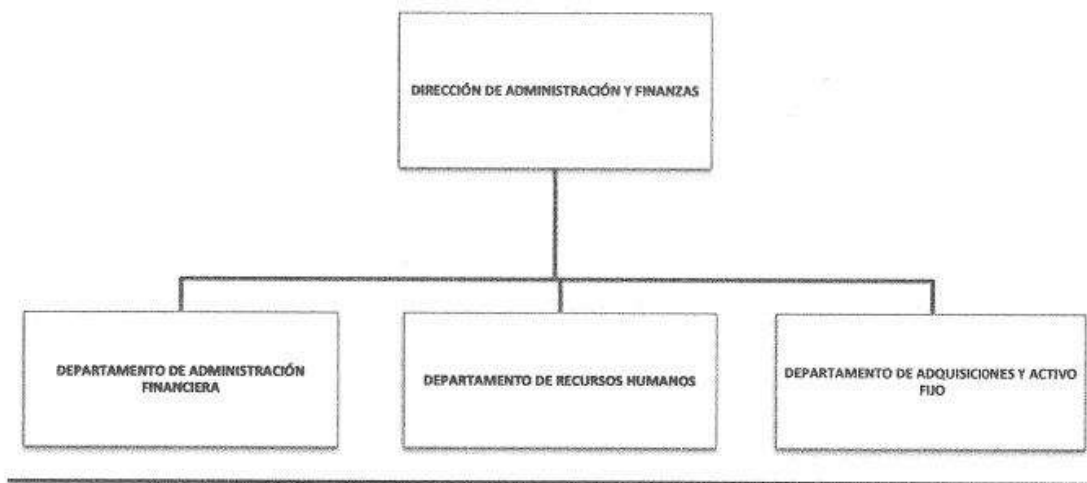 DIRECCIÓN DE ADMINISTRACIÓN Y FINANZAS
DEPARTAMENTO DE ADMINISTRACIÓN
FINANCIERA
DEPARTAMENTO DE RECURSOS HUMANOS
DEPARTAMENTO DE ADQUISICIONES Y ACTIVO
FIJO